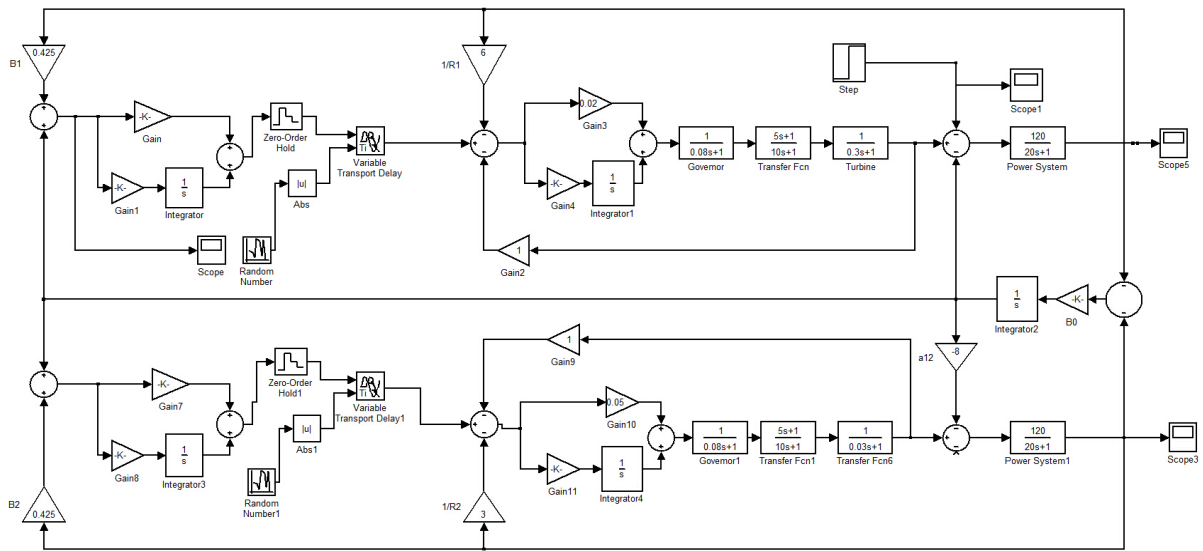 0.425
B1
+
+
-K-
Gain
-K-
Gain1
1
s
Integrator
+
+
Zero-Order
Hold
|u|
Abs
Random
Number
Scope
Ti
Variable
Transport Delay
6
1/R1
0.02
Gain3
-K-
Gain4
1
s
Integrator1
+
+
1
0.08s+1
Governor
5s+1
10s+1
Transfer Fcn
1
0.3s+1
Turbine
1
Gain2
Step
Scope1
120
20s+1
Power System
Scope5
1
s
Integrator2
-K-
B0
-8
a12
+
+
-K-
Gain7
-K-
Gain8
1
s
Integrator3
+
+
Zero-Order
Hold1
|u|
Abs1
Random
Number1
Ti
Variable
Transport Delay1
1
Gain9
0.05
Gain10
-K-
Gain11
1
s
Integrator4
+
+
1
0.08s+1
Governor1
5s+1
10s+1
Transfer Fcn1
1
0.03s+1
Transfer Fcn6
120
20s+1
Power System1
Scope3
B2
0.425
1/R2
3